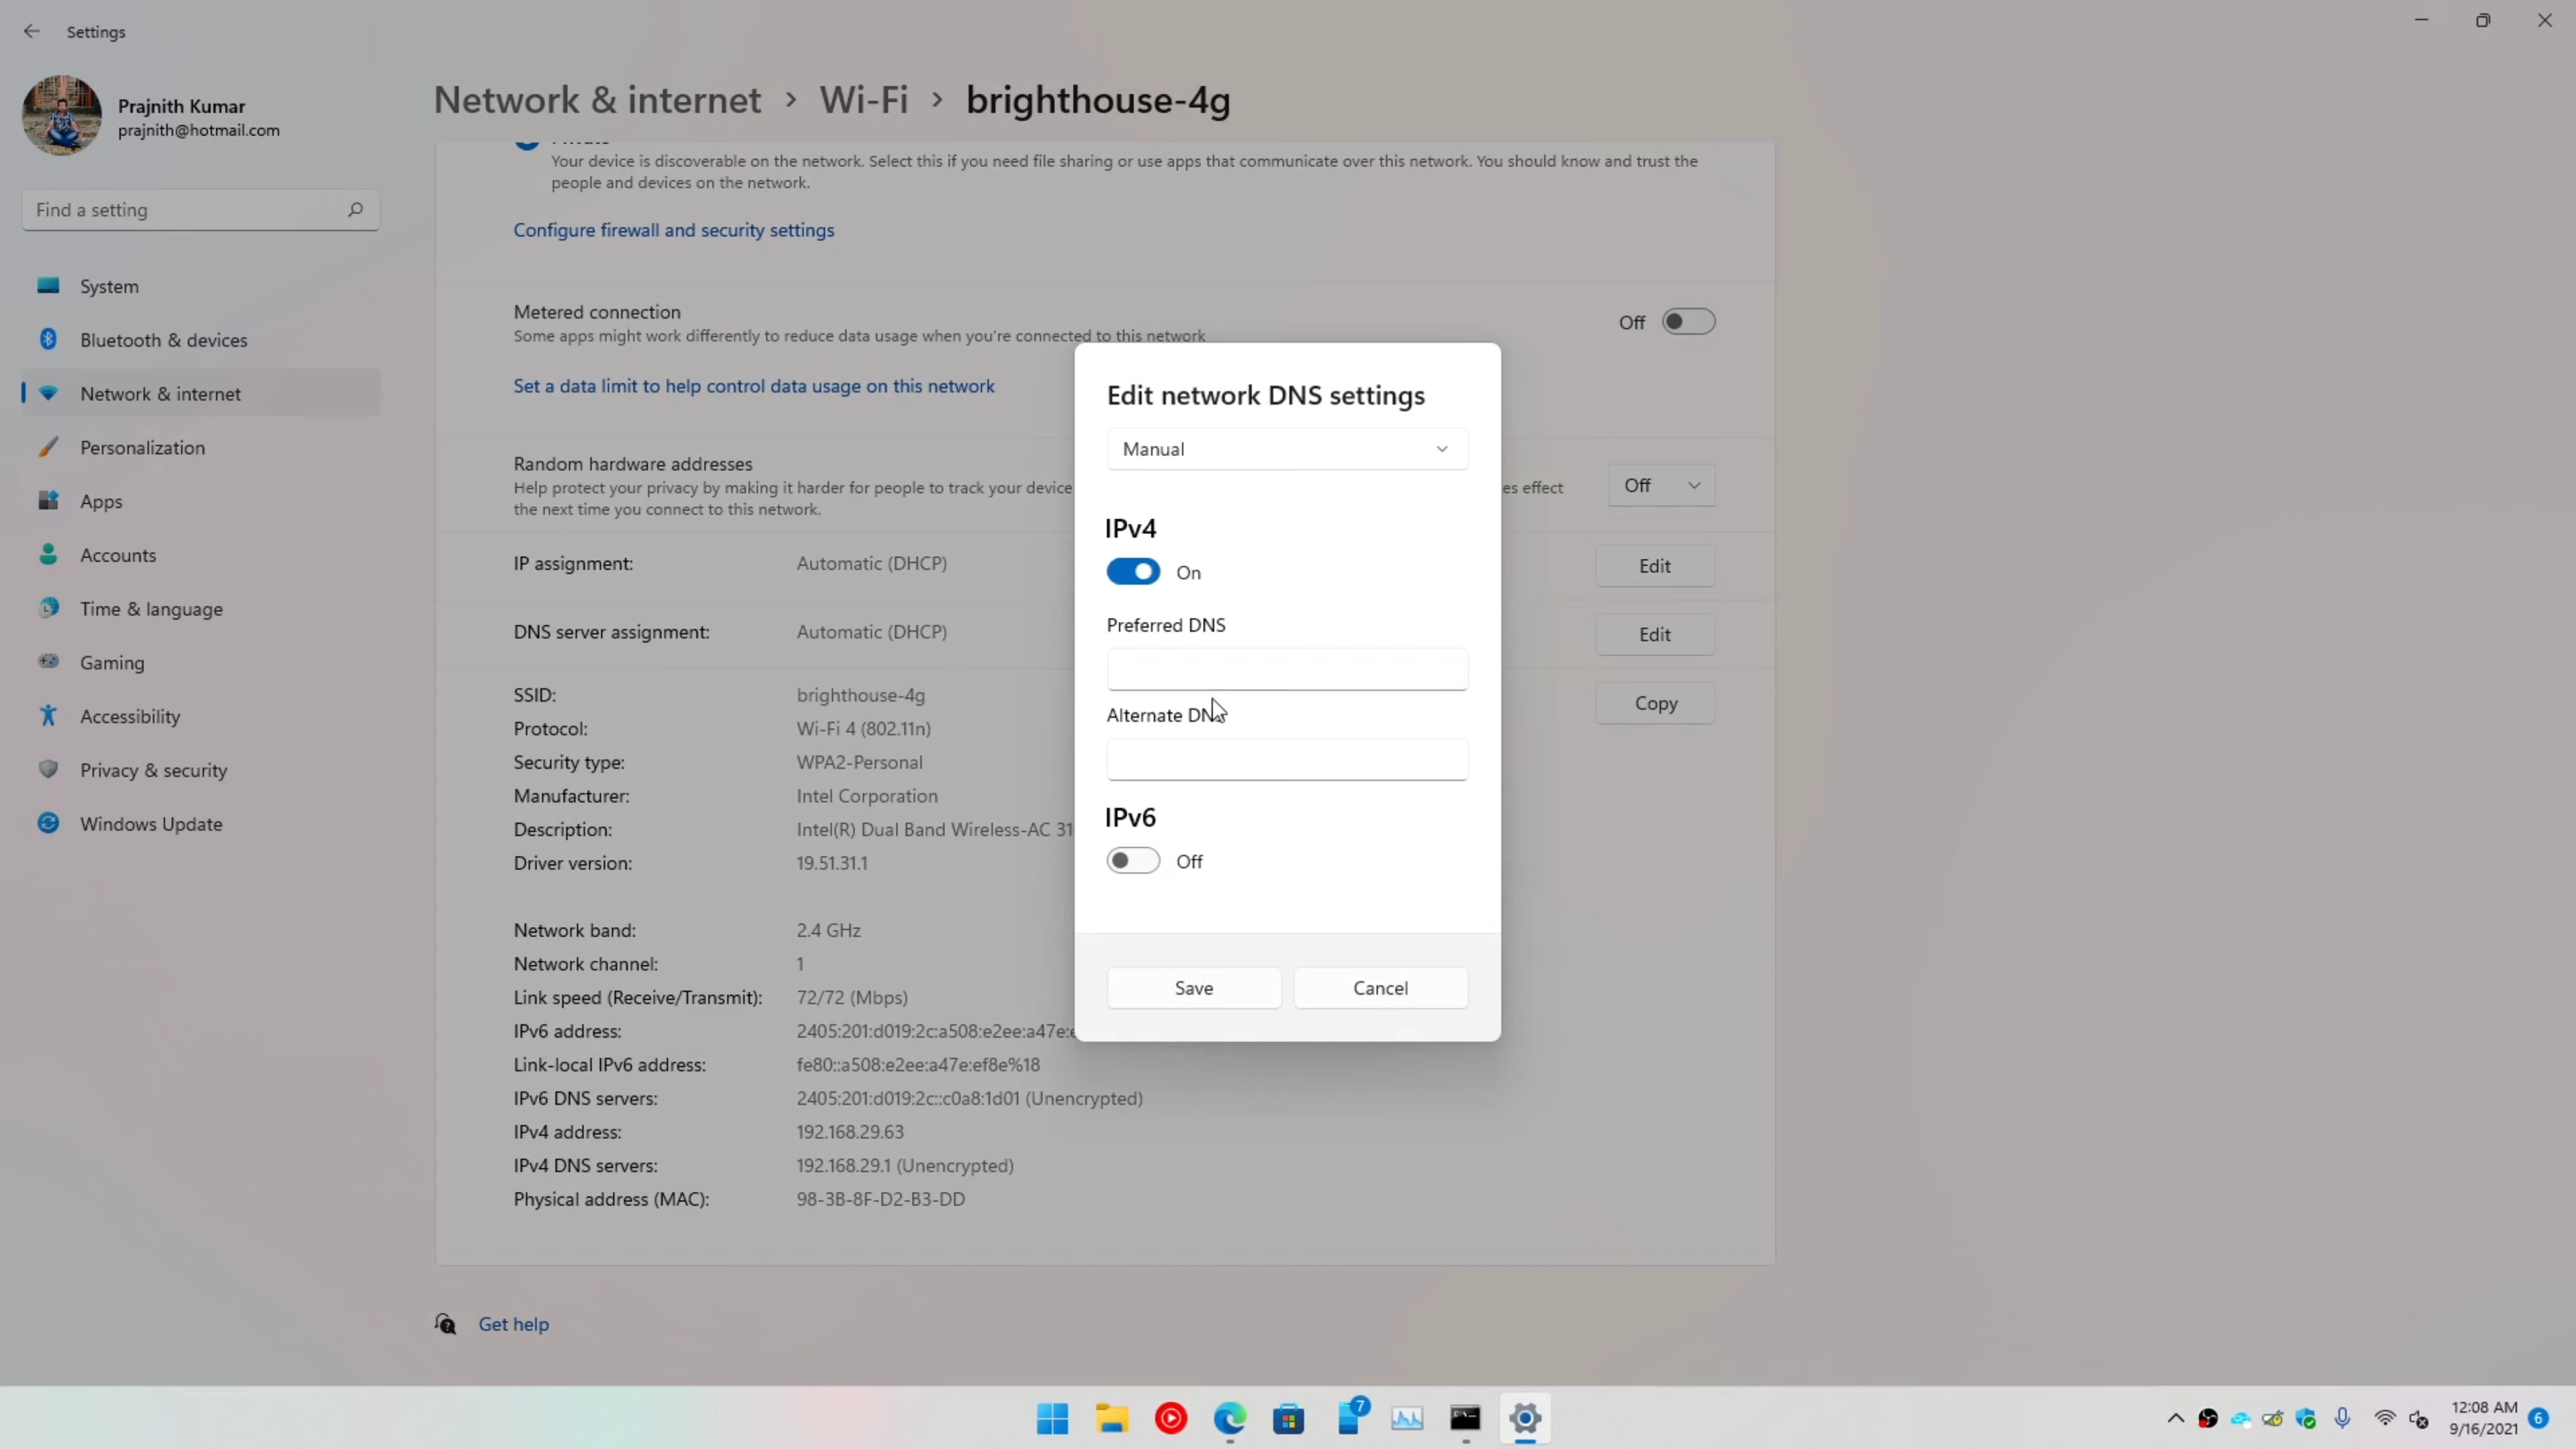 Settings
Prajnith Kumar
prajnith@hotmail.com
Find a setting
System
Bluetooth & devices
Network & internet
Personalization
Apps
Accounts
Time & language
Gaming
Accessibility
Privacy & security
Windows Update
Network & internet > Wi-Fi > brighthouse-4g
Your device is discoverable on the network. Select this if you need file sharing or use apps that communicate over this network. You should know and trust the
people and devices on the network.
Configure firewall and security settings
Metered connection
Some apps might work differently to reduce data usage when you're connected to this network
Off
Set a data limit to help control data usage on this network
Random hardware addresses
Help protect your privacy by making it harder for people to track your device
es effect
the next time you connect to this network.
Off
IP assignment: Automatic (DHCP)
Edit
DNS server assignment: Automatic (DHCP)
Edit
SSID: brighthouse-4g
Copy
Protocol: Wi-Fi 4 (802.11n)
Security type: WPA2-Personal
Manufacturer: Intel Corporation
Description: Intel(R) Dual Band Wireless-AC 31
Driver version: 19.51.31.1
Network band: 2.4 GHz
Network channel: 1
Link speed (Receive/Transmit): 72/72 (Mbps)
IPv6 address: 2405:201:d019:2c:a508:e2ee:a47e:e
Link-local IPv6 address: fe80::a508:e2ee:a47e:ef8e%18
IPv6 DNS servers: 2405:201:d019:2c::c0a8:1d01 (Unencrypted)
IPv4 address: 192.168.29.63
IPv4 DNS servers: 192.168.29.1 (Unencrypted)
Physical address (MAC): 98-3B-8F-D2-B3-DD
Get help
Edit network DNS settings
Manual
IPv4
On
Preferred DNS
Alternate DNS
IPv6
Off
Save
Cancel
7
12:08 AM
9/16/2021
6